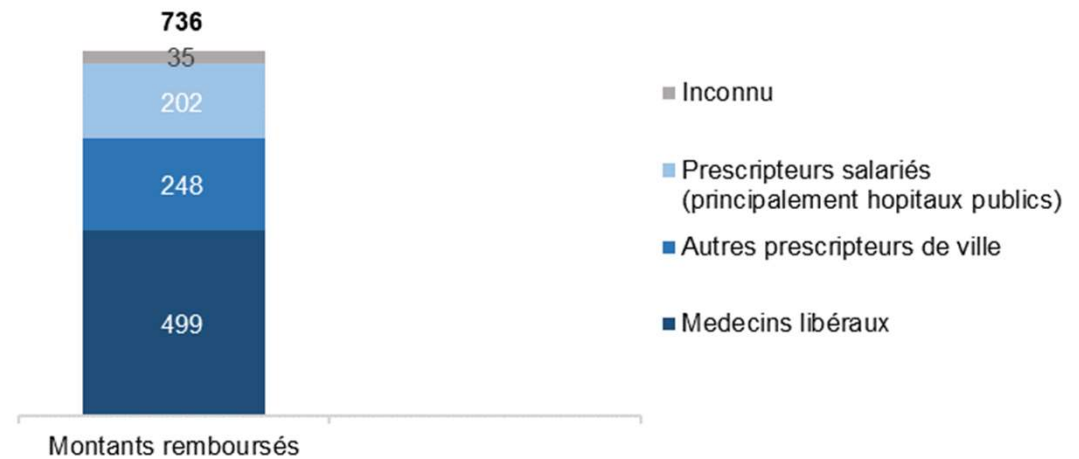 736
35
202
248
499
Montants remboursés
Inconnu
Prescripteurs salariés
(principalement hopitaux publics)
Autres prescripteurs de ville
Medecins libéraux